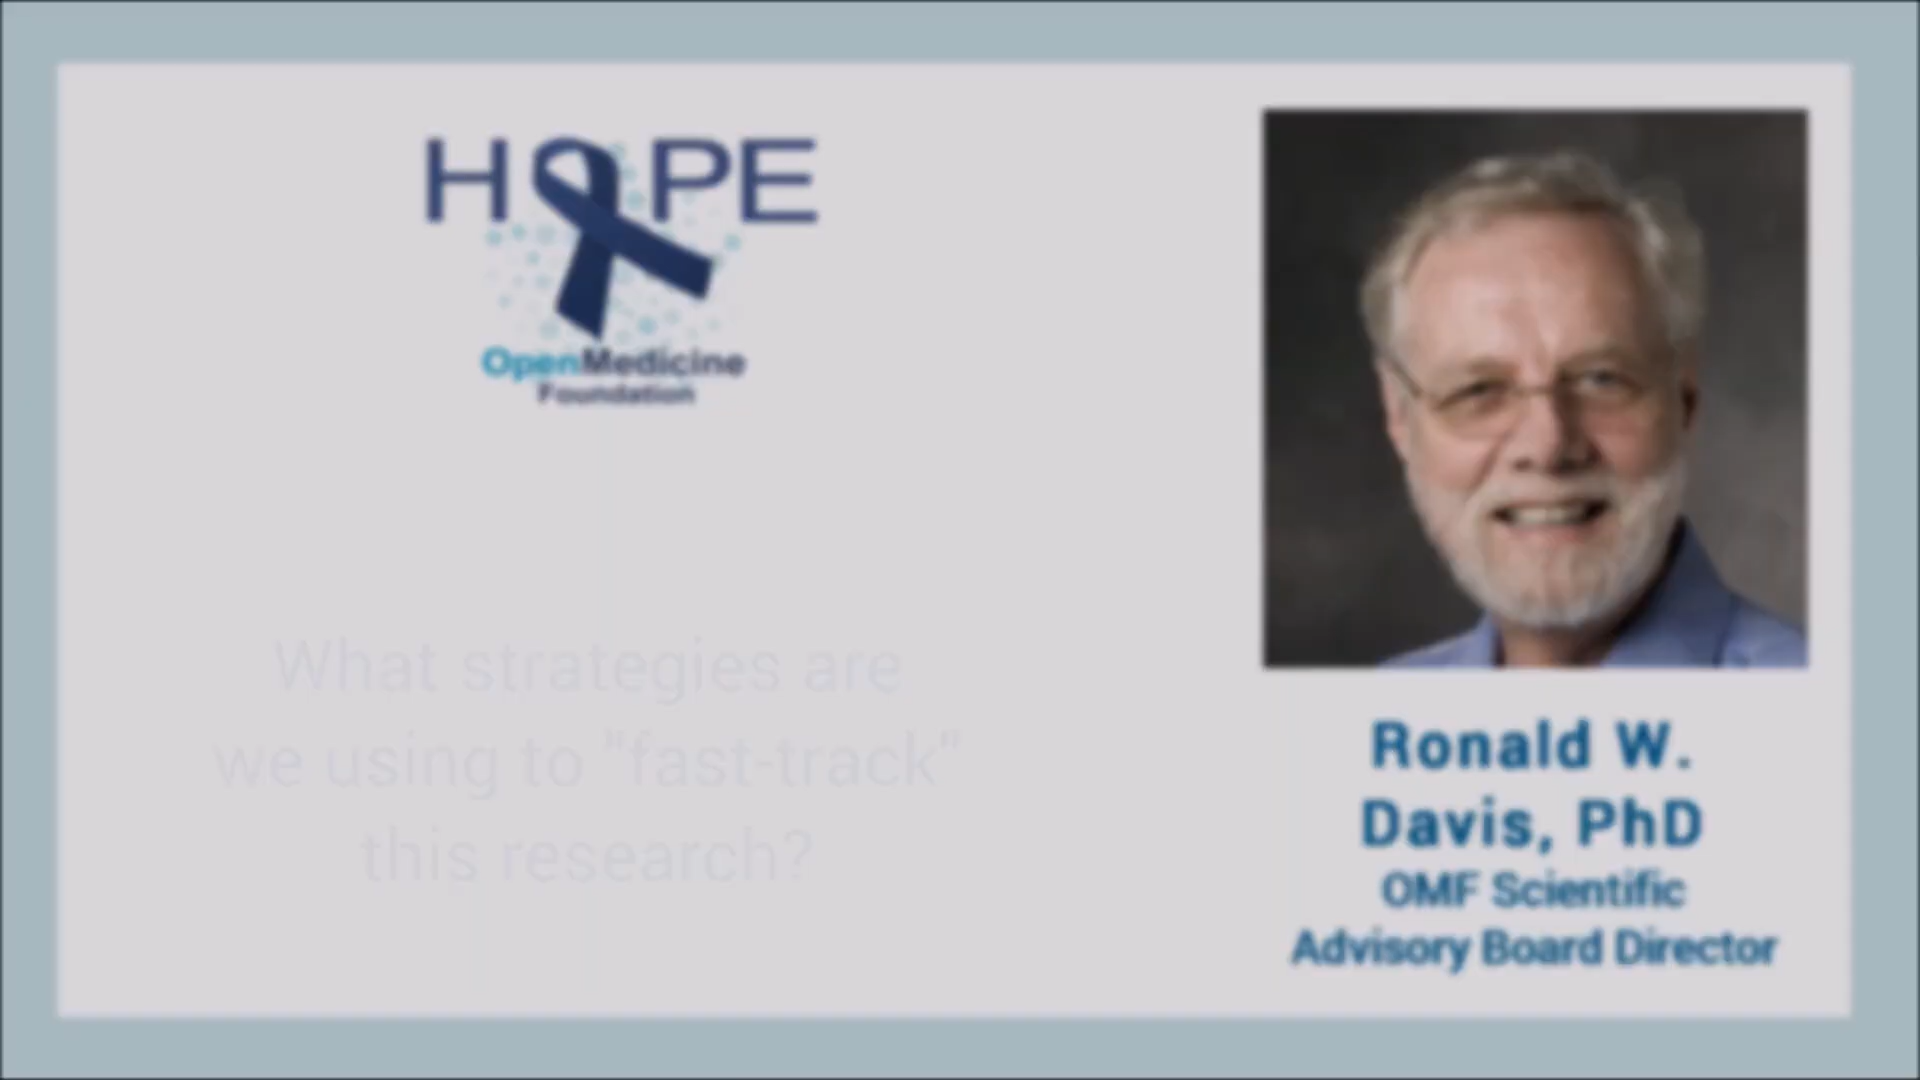 HOPE
OpenMedicine
Foundation
What strategies are
we using to "fast-track"
this research?
Ronald W.
Davis, PhD
OMF Scientific
Advisory Board Director